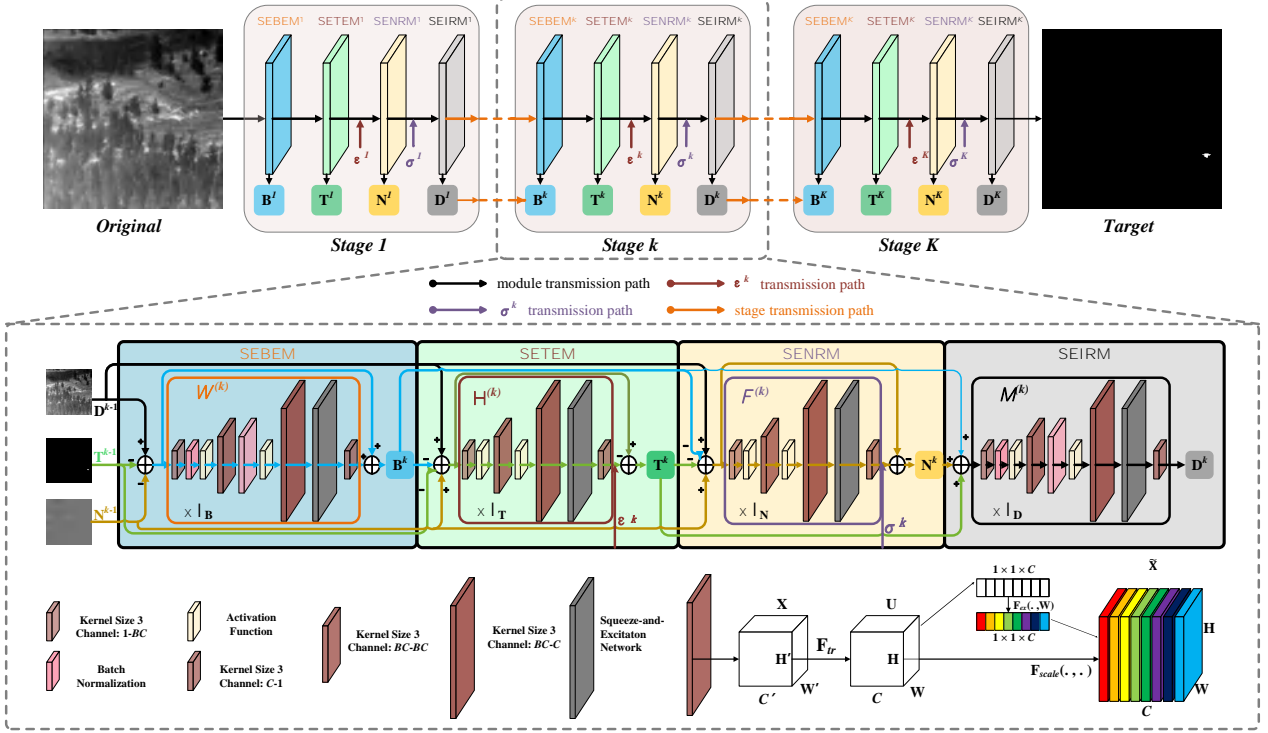 SEBEM¹ SETEM¹ SENRM¹ SEIRM¹
SEBEMᵏ SETEMᵏ SENRMᵏ SEIRMᵏ
SEBEMᴷ SETEMᴷ SENRMᴷ SEIRMᴷ
ε¹ σ¹
εᵏ σᵏ
εᴷ σᴷ
B¹ T¹ N¹ D¹
Bᵏ Tᵏ Nᵏ Dᵏ
Bᴷ Tᴷ Nᴷ Dᴷ
Original
Stage 1
Stage k
Stage K
Target
module transmission path
εᵏ transmission path
σᵏ transmission path
stage transmission path
SEBEM
SETEM
SENRM
SEIRM
W⁽ᵏ⁾
H⁽ᵏ⁾
F⁽ᵏ⁾
M⁽ᵏ⁾
Dᵏ⁻¹
Tᵏ⁻¹
Nᵏ⁻¹
+ - - + Bᵏ
+ - - + + - Tᵏ
+ - - + + Nᵏ
+ + + Dᵏ
× I_B
× I_T
× I_N
× I_D
εᵏ
σᵏ
Kernel Size 3
Channel: 1-BC
Activation
Function
Batch
Normalization
Kernel Size 3
Channel: C-1
Kernel Size 3
Channel: BC-BC
Kernel Size 3
Channel: BC-C
Squeeze-and-
Excitaton
Network
X
H′
W′
C′
F_tr
U
H
W
C
1 × 1 × C
F_ex(. ,W)
1 × 1 × C
F_scale(. , . )
X̃
H
W
C